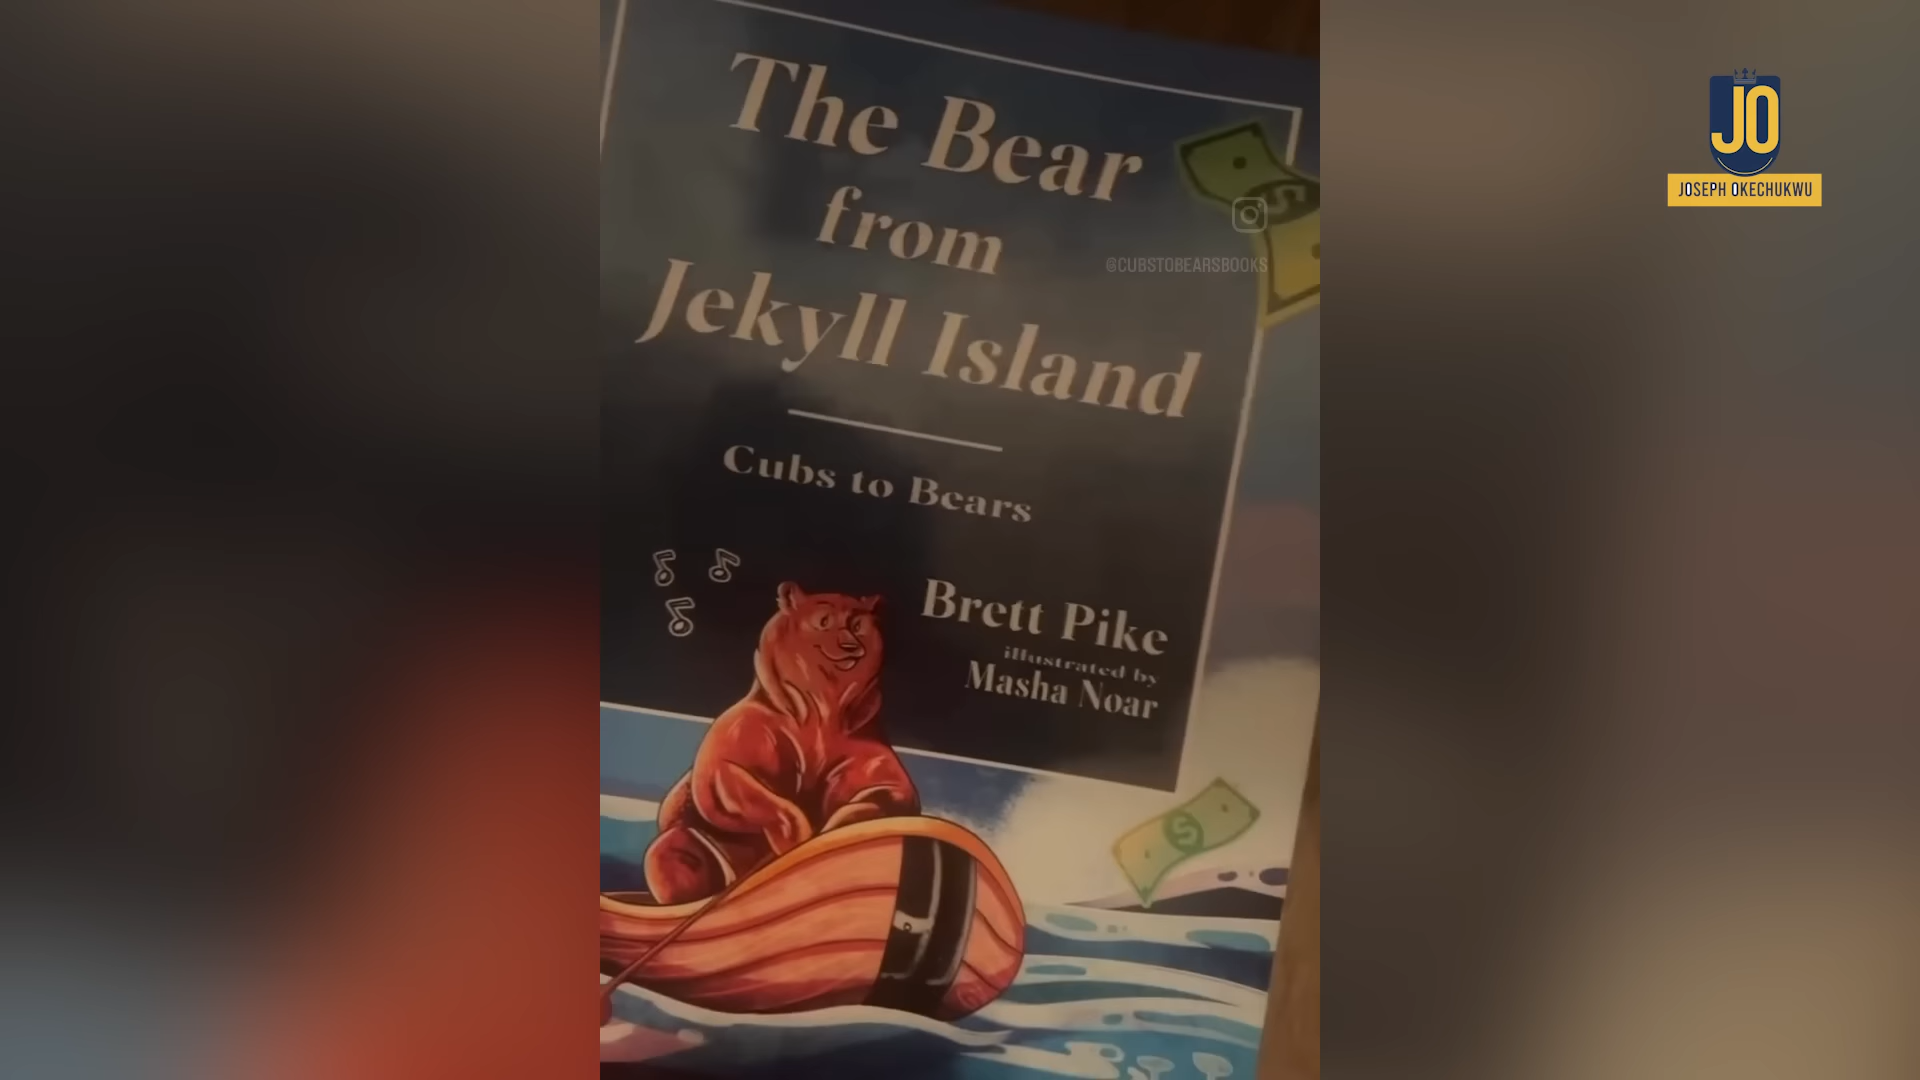 The Bear
from
Jekyll Island
Cubs to Bears
Brett Pike
illustrated by
Masha Noar
@CUBSTOBEARSBOOKS
JO
JOSEPH OKECHUKWU